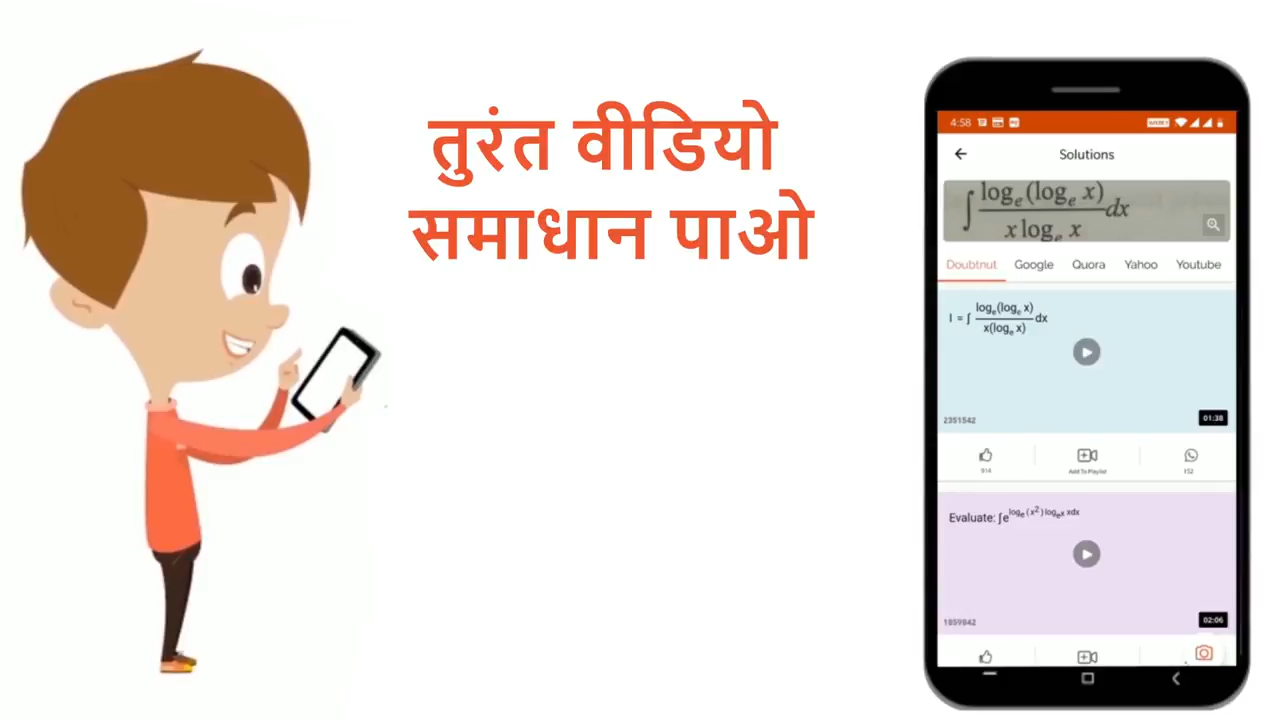 तुरंत वीडियो
समाधान पाओ
4:58
Solutions
∫ logₑ(logₑ x) / x logₑ x dx
Doubtnut Google Quora Yahoo Youtube
I = ∫ logₑ(logₑ x) / x(logₑ x) dx
2351542 01:38
914 Add To Playlist 152
Evaluate: ∫e^logₑ(x²) logₑx xdx
1859842 02:06